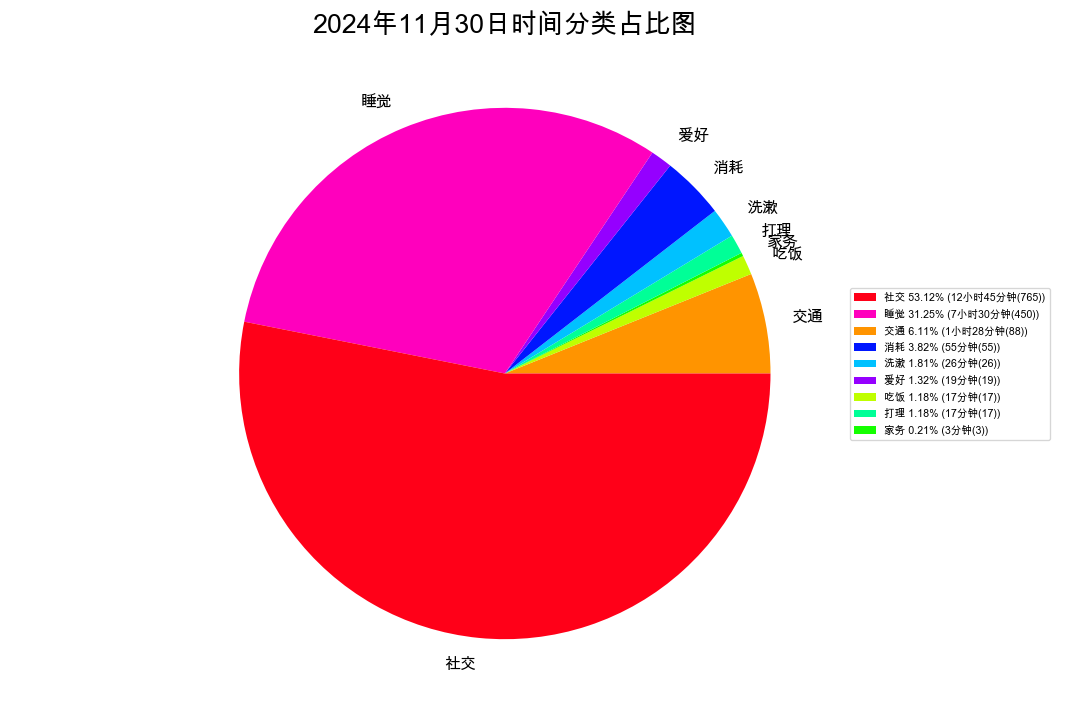 2024年11月30日时间分类占比图
睡觉
爱好
消耗
洗漱
打理
家务
吃饭
交通
社交 53.12% (12小时45分钟(765))
睡觉 31.25% (7小时30分钟(450))
交通 6.11% (1小时28分钟(88))
消耗 3.82% (55分钟(55))
洗漱 1.81% (26分钟(26))
爱好 1.32% (19分钟(19))
吃饭 1.18% (17分钟(17))
打理 1.18% (17分钟(17))
家务 0.21% (3分钟(3))
社交